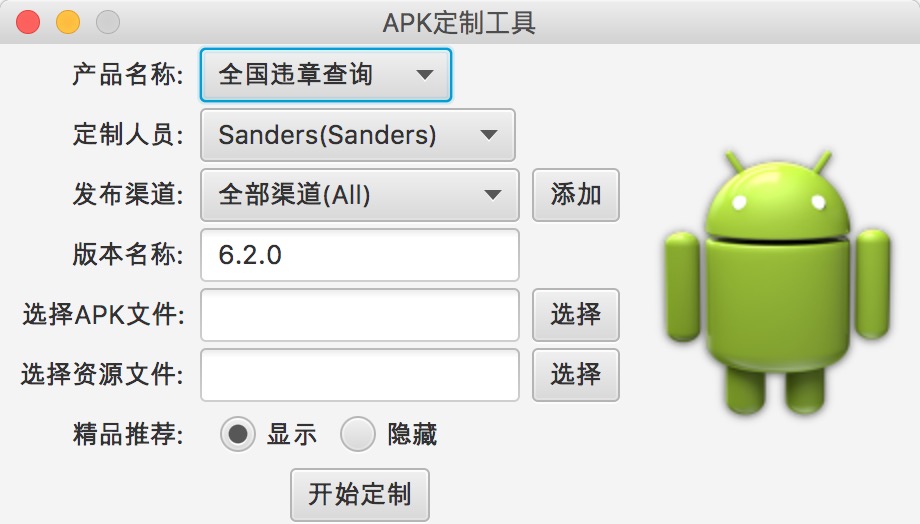 APK定制工具
产品名称: 全国违章查询
定制人员: Sanders(Sanders)
发布渠道: 全部渠道(All) 添加
版本名称: 6.2.0
选择APK文件: 选择
选择资源文件: 选择
精品推荐: 显示 隐藏
开始定制